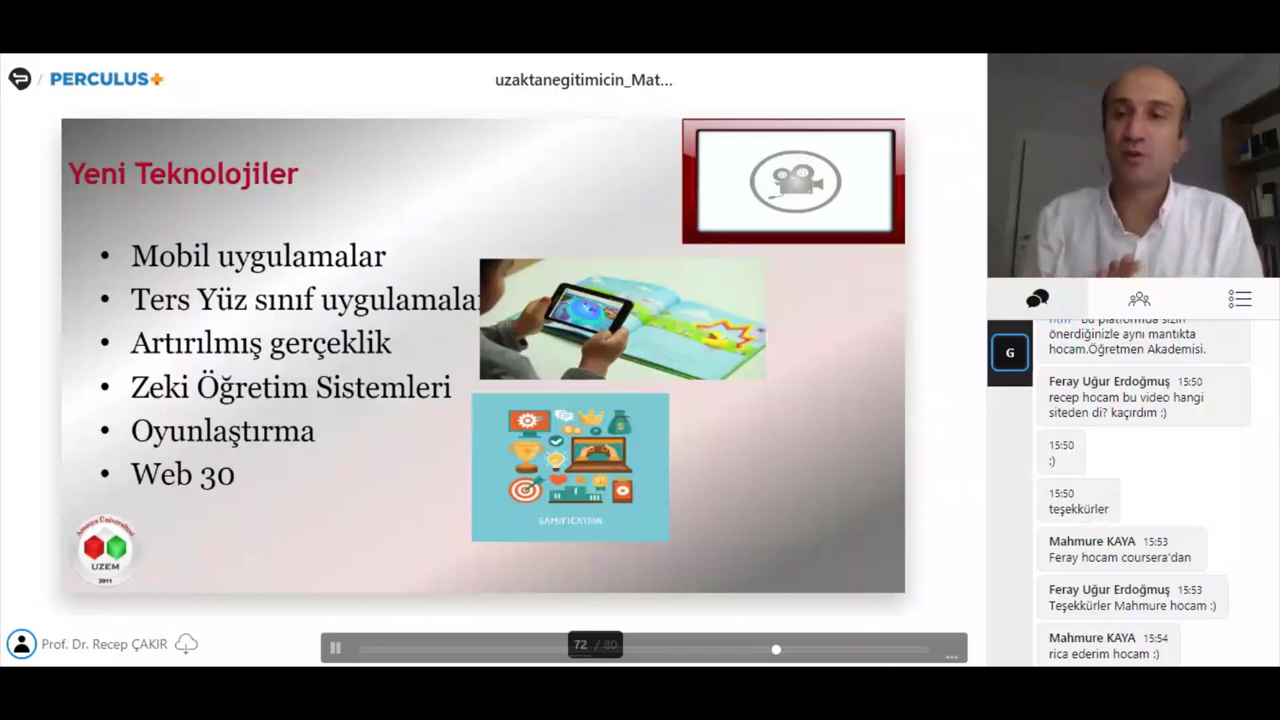 / PERCULUS+
uzaktanegitimicin_Mat...
Yeni Teknolojiler
• Mobil uygulamalar
• Ters Yüz sınıf uygulamala
• Artırılmış gerçeklik
• Zeki Öğretim Sistemleri
• Oyunlaştırma
• Web 30
GAMIFICATION
Amasya Üniversitesi
UZEM
2011
Prof. Dr. Recep ÇAKIR
72 / 80
...
G
htm Bu platformda sizin
önerdiğinizle aynı mantıkta
hocam.Öğretmen Akademisi.
Feray Uğur Erdoğmuş 15:50
recep hocam bu video hangi
siteden di? kaçırdım :)
15:50
:)
15:50
teşekkürler
Mahmure KAYA 15:53
Feray hocam coursera'dan
Feray Uğur Erdoğmuş 15:53
Teşekkürler Mahmure hocam :)
Mahmure KAYA 15:54
rica ederim hocam :)